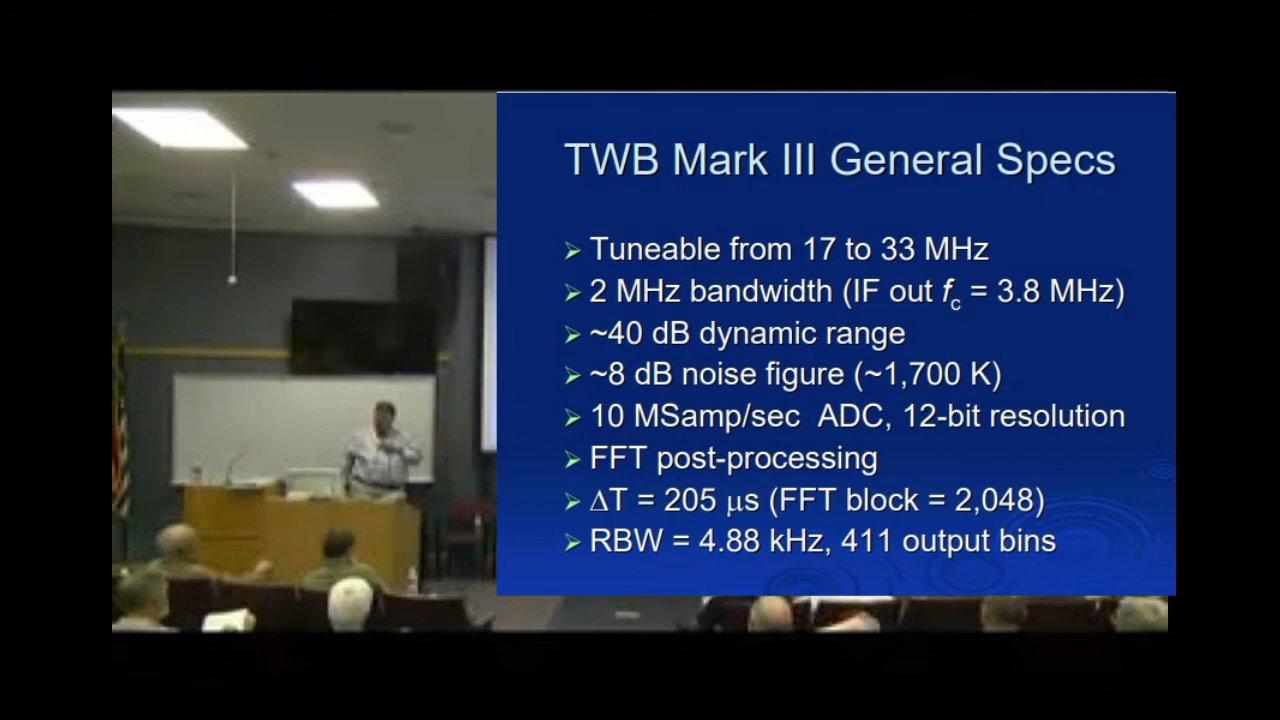 TWB Mark III General Specs
Tuneable from 17 to 33 MHz
2 MHz bandwidth (IF out fc = 3.8 MHz)
~40 dB dynamic range
~8 dB noise figure (~1,700 K)
10 MSamp/sec ADC, 12-bit resolution
FFT post-processing
ΔT = 205 μs (FFT block = 2,048)
RBW = 4.88 kHz, 411 output bins